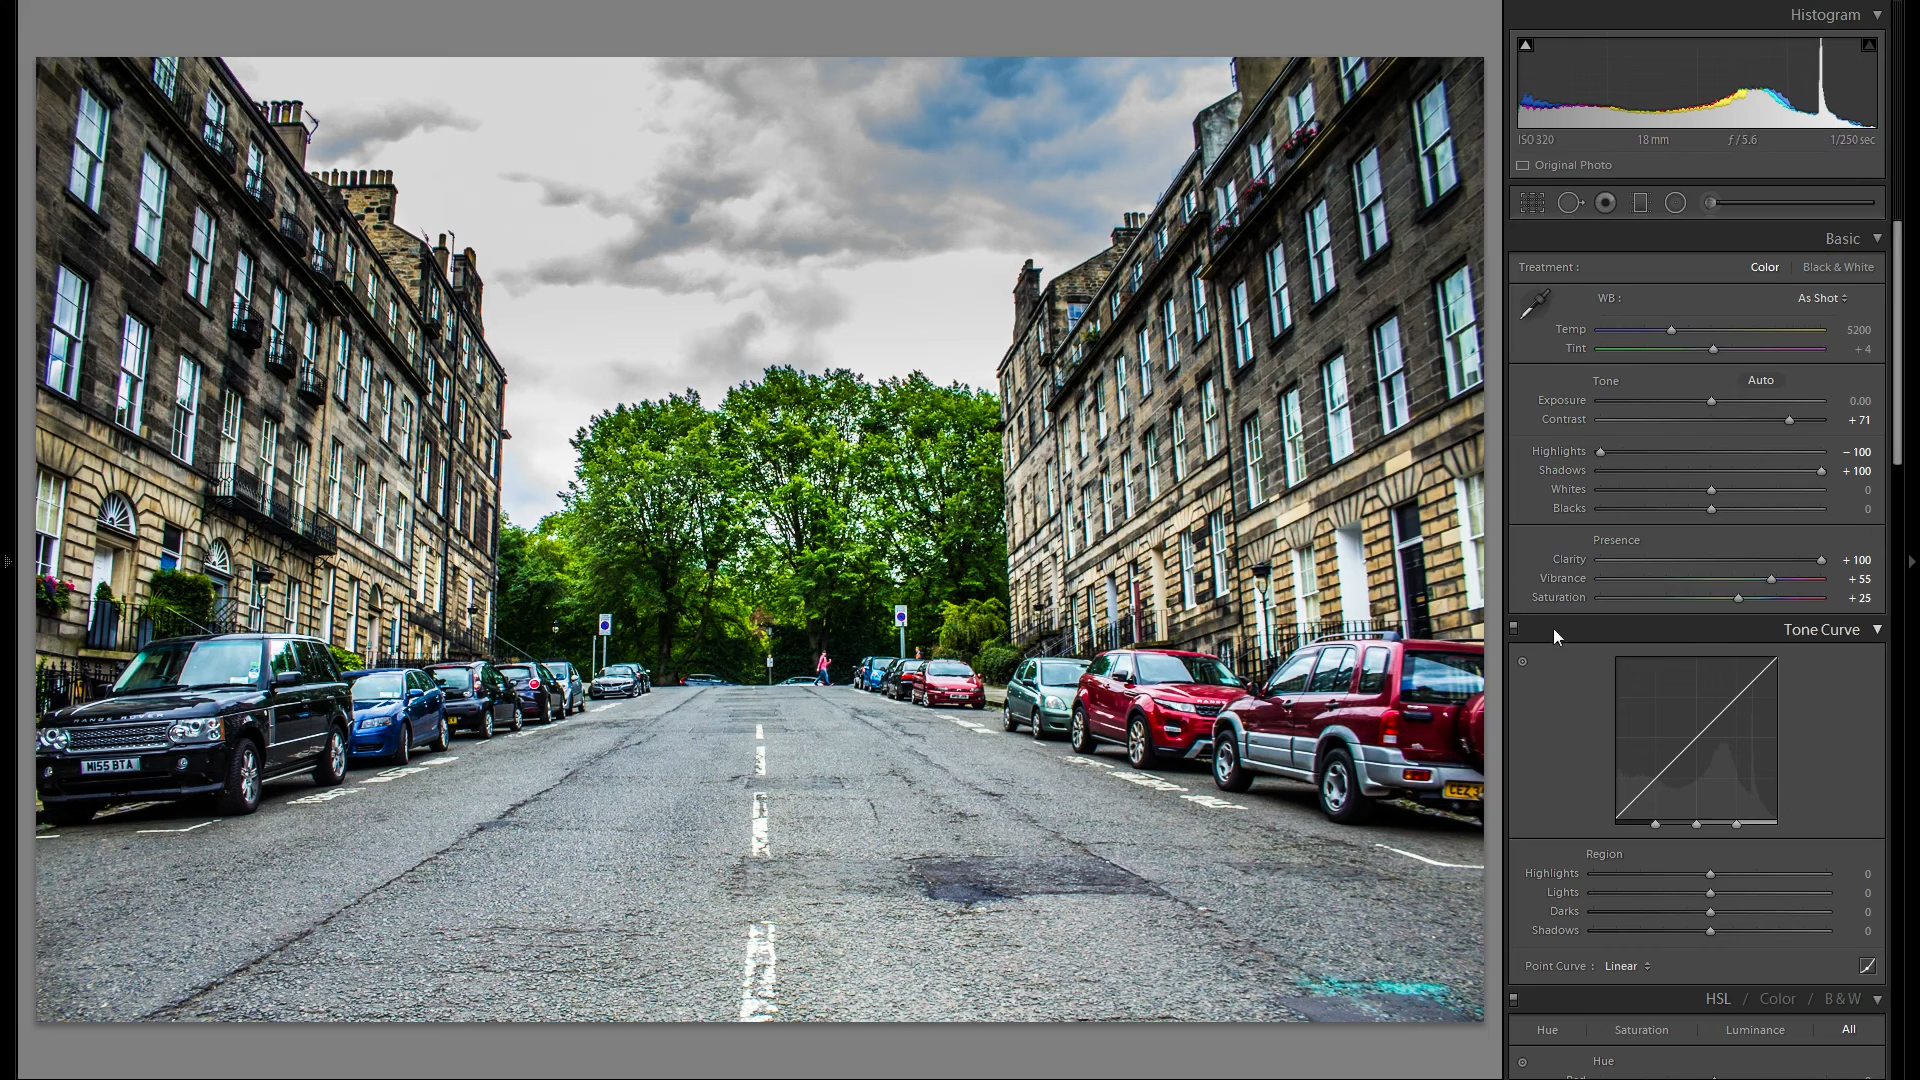 Histogram
ISO 320 18 mm ƒ / 5.6 1/250 sec
Original Photo
Basic
Treatment : Color Black & White
WB : As Shot
Temp 5200
Tint + 4
Tone Auto
Exposure 0.00
Contrast + 71
Highlights − 100
Shadows + 100
Whites 0
Blacks 0
Presence
Clarity + 100
Vibrance + 55
Saturation + 25
Tone Curve
Region
Highlights 0
Lights 0
Darks 0
Shadows 0
Point Curve : Linear
HSL / Color / B & W
Hue Saturation Luminance All
Hue
RANGE ROVER
M155 BTA